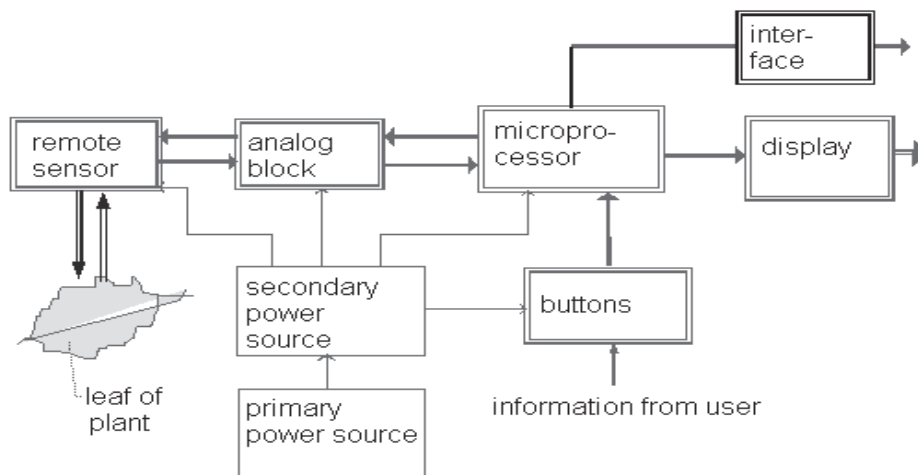 inter-
face
remote
sensor
analog
block
micropro-
cessor
display
secondary
power
source
buttons
leaf of
plant
primary
power source
information from user